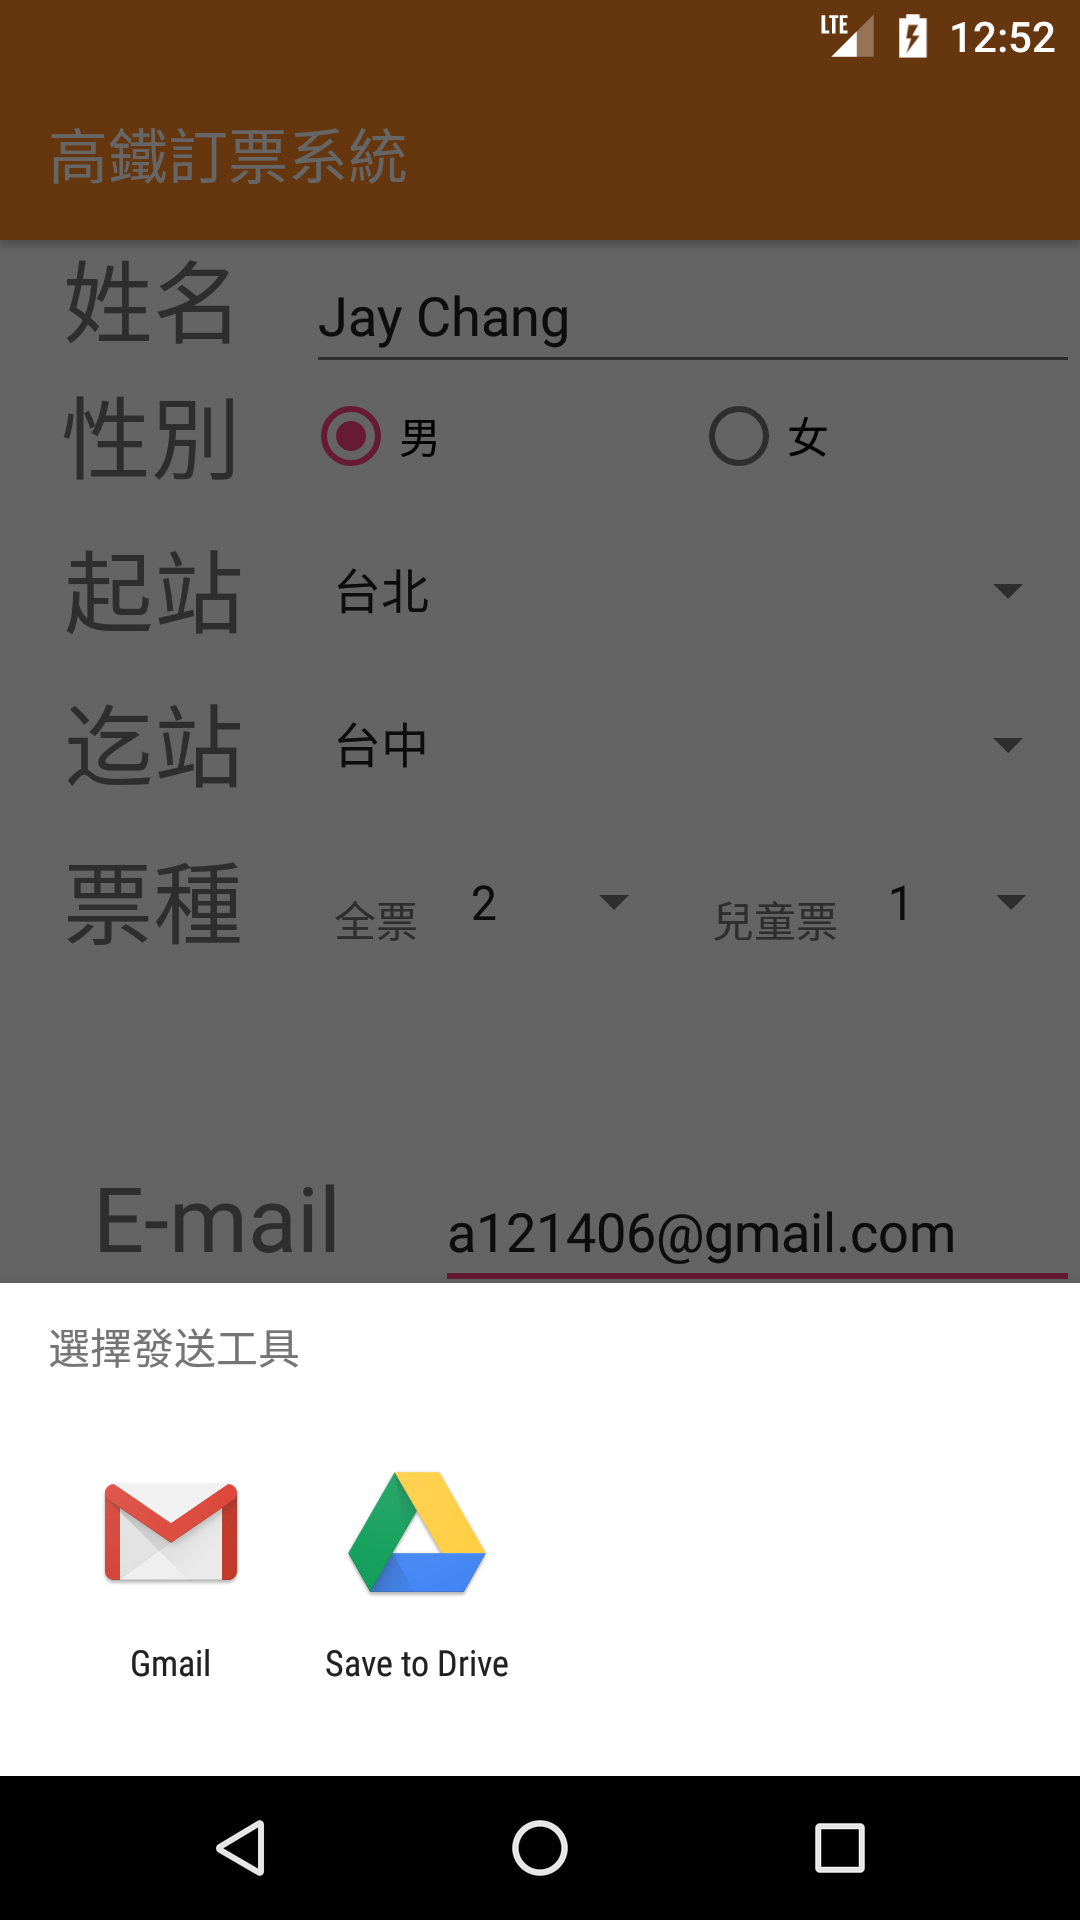 LTE 12:52
高鐵訂票系統
姓名 Jay Chang
性別 男 女
起站 台北
迄站 台中
票種 全票 2 兒童票 1
E-mail a121406@gmail.com
選擇發送工具
Gmail Save to Drive